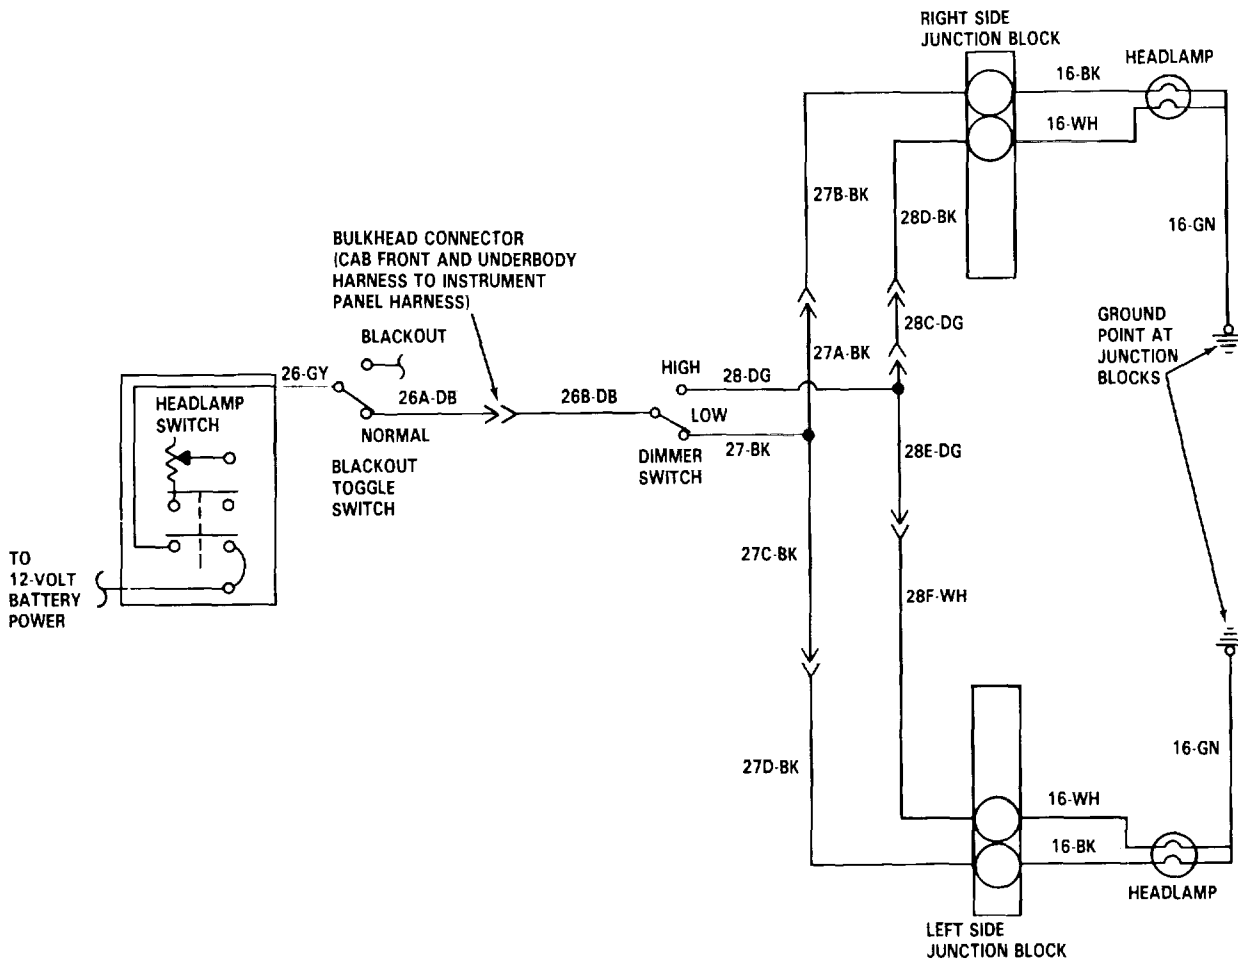 RIGHT SIDE
JUNCTION BLOCK
HEADLAMP
16-BK
16-WH
27B-BK
28D-BK
16-GN
BULKHEAD CONNECTOR
(CAB FRONT AND UNDERBODY
HARNESS TO INSTRUMENT
PANEL HARNESS)
GROUND
POINT AT
JUNCTION
BLOCKS
28C-DG
BLACKOUT
27A-BK
HIGH
26-GY
28-DG
26A-DB
26B-DB
HEADLAMP
SWITCH
LOW
NORMAL
27-BK
28E-DG
DIMMER
SWITCH
BLACKOUT
TOGGLE
SWITCH
27C-BK
TO
12-VOLT
BATTERY
POWER
28F-WH
16-GN
27D-BK
16-WH
16-BK
HEADLAMP
LEFT SIDE
JUNCTION BLOCK